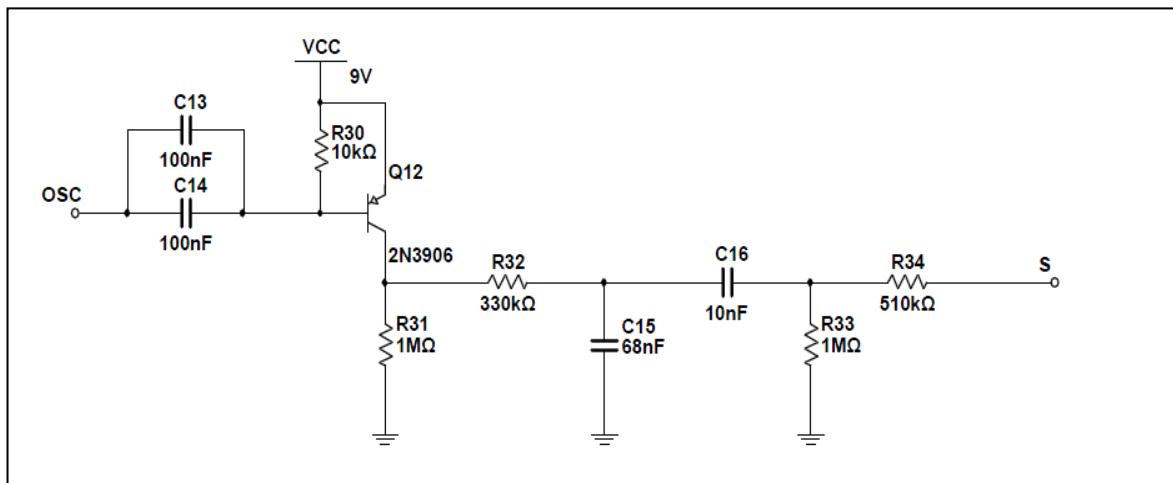 VCC
9V
C13
100nF
R30
10kΩ
C14
100nF
Q12
OSC
2N3906
R32
330kΩ
C16
10nF
R34
510kΩ
S
R31
1MΩ
C15
68nF
R33
1MΩ